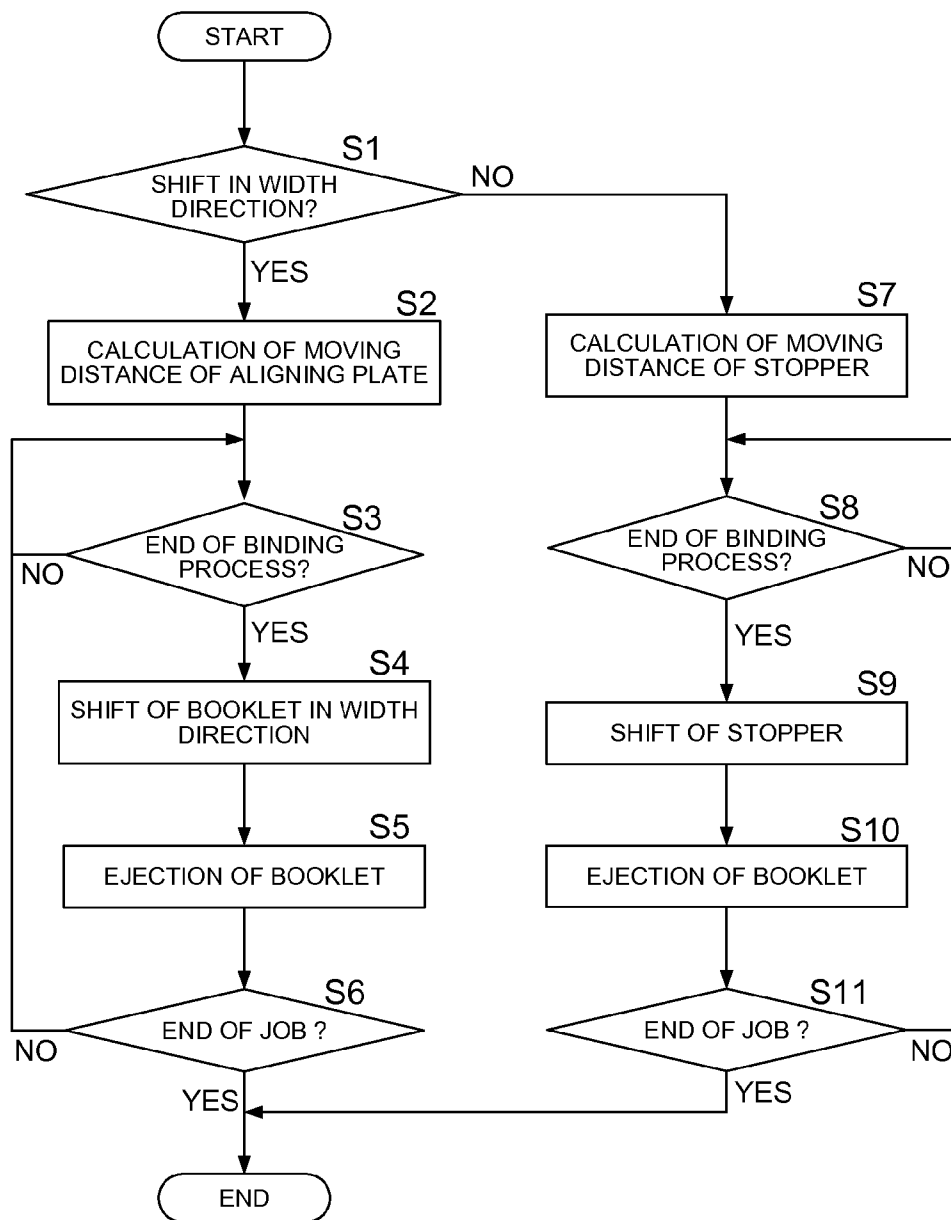 START
S1
SHIFT IN WIDTH
DIRECTION?
NO
YES
S2
CALCULATION OF MOVING
DISTANCE OF ALIGNING PLATE
S3
END OF BINDING
PROCESS?
NO
YES
S4
SHIFT OF BOOKLET IN WIDTH
DIRECTION
S5
EJECTION OF BOOKLET
S6
END OF JOB ?
NO
YES
S7
CALCULATION OF MOVING
DISTANCE OF STOPPER
S8
END OF BINDING
PROCESS?
NO
YES
S9
SHIFT OF STOPPER
S10
EJECTION OF BOOKLET
S11
END OF JOB ?
NO
YES
END